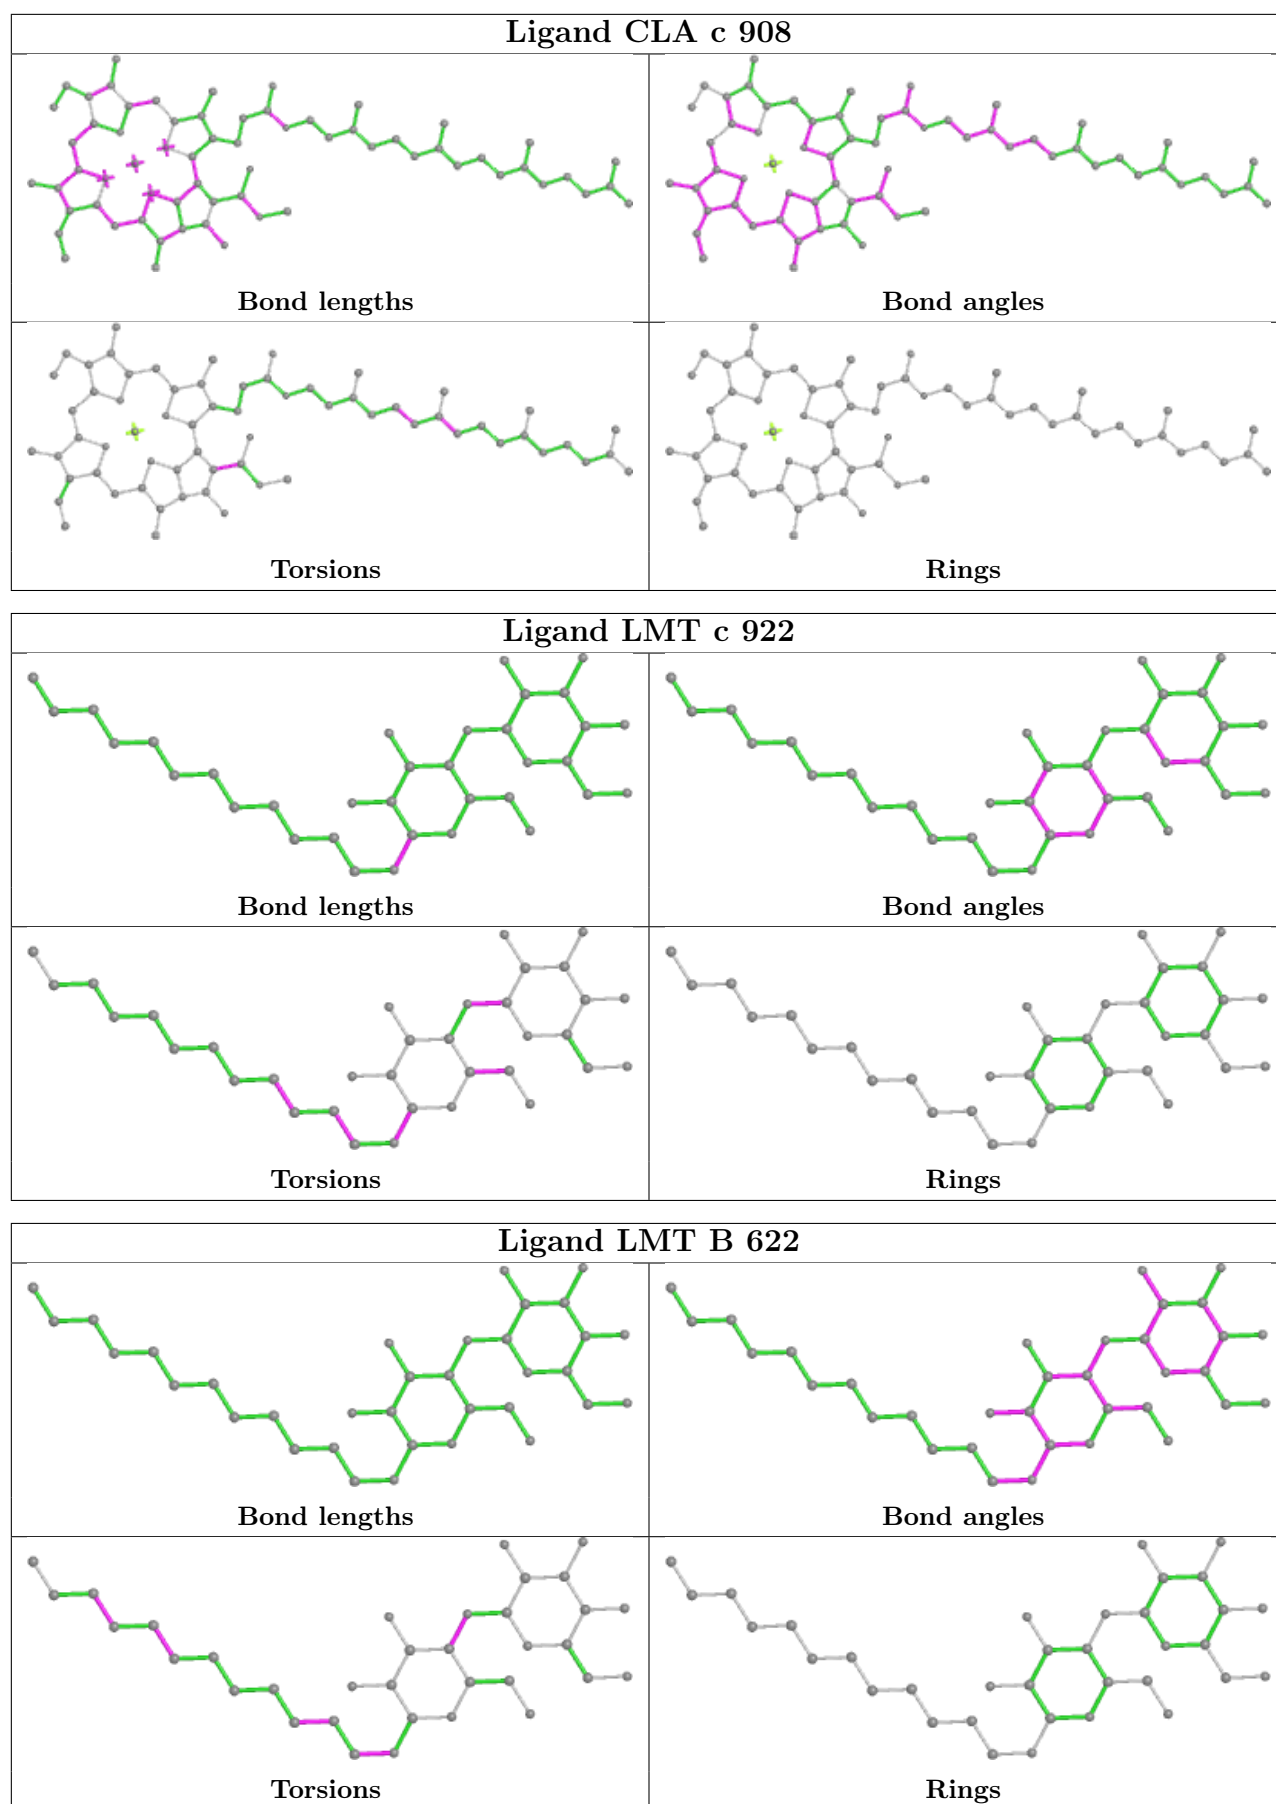 Ligand CLA c 908
Bond lengths
Bond angles
Torsions
Rings
Ligand LMT c 922
Bond lengths
Bond angles
Torsions
Rings
Ligand LMT B 622
Bond lengths
Bond angles
Torsions
Rings